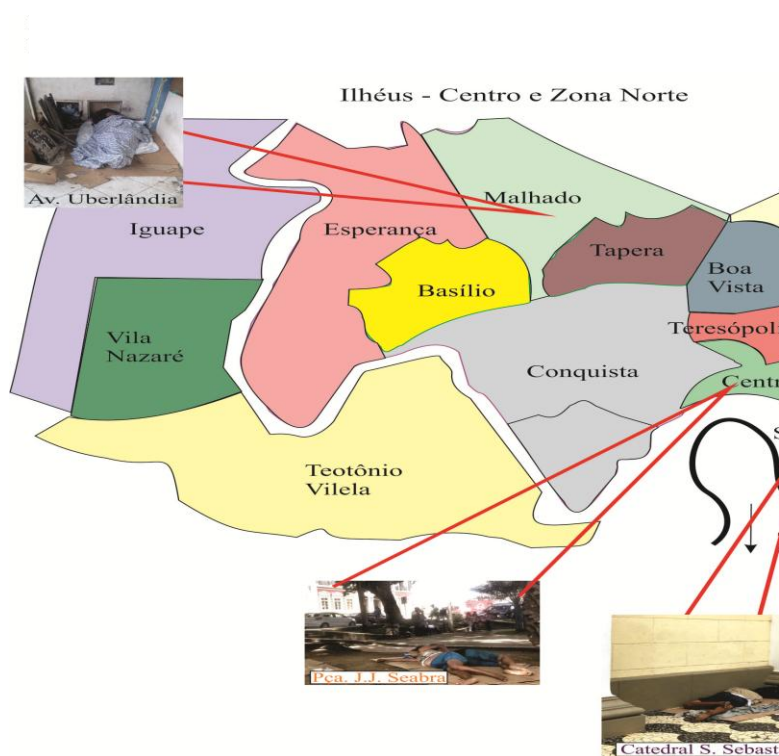 Ilhéus - Centro e Zona Norte
Av. Uberlândia
Malhado
Iguape
Esperança
Tapera
Boa
Vista
Basílio
Vila
Nazaré
Teresópoli
Conquista
Centr
S
Teotônio
Vilela
Pça. J.J. Seabra
Catedral S. Sebast